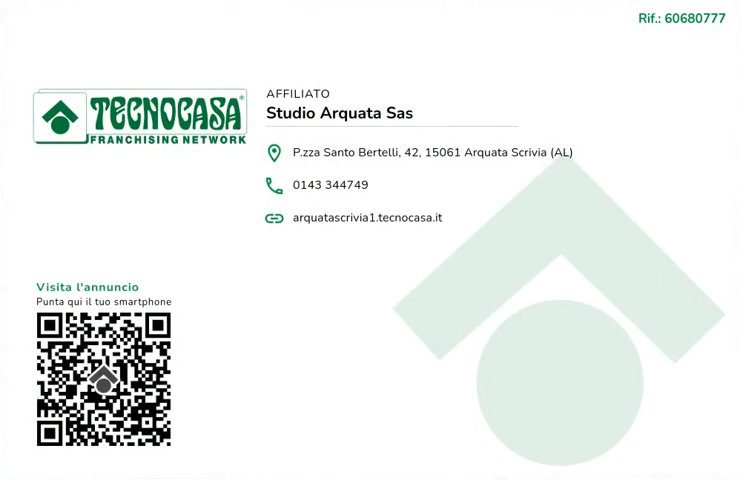 Rif.: 60680777
TECNOCASA®
FRANCHISING NETWORK
AFFILIATO
Studio Arquata Sas
P.zza Santo Bertelli, 42, 15061 Arquata Scrivia (AL)
0143 344749
arquatascrivia1.tecnocasa.it
Visita l'annuncio
Punta qui il tuo smartphone